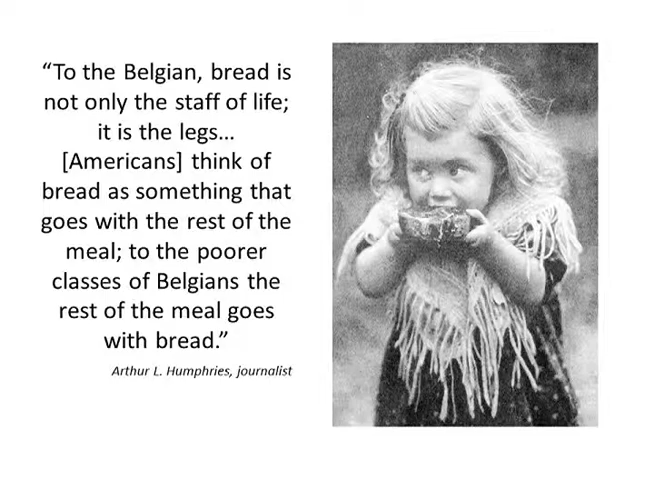 “To the Belgian, bread is
not only the staff of life;
it is the legs…
[Americans] think of
bread as something that
goes with the rest of the
meal; to the poorer
classes of Belgians the
rest of the meal goes
with bread.”
Arthur L. Humphries, journalist